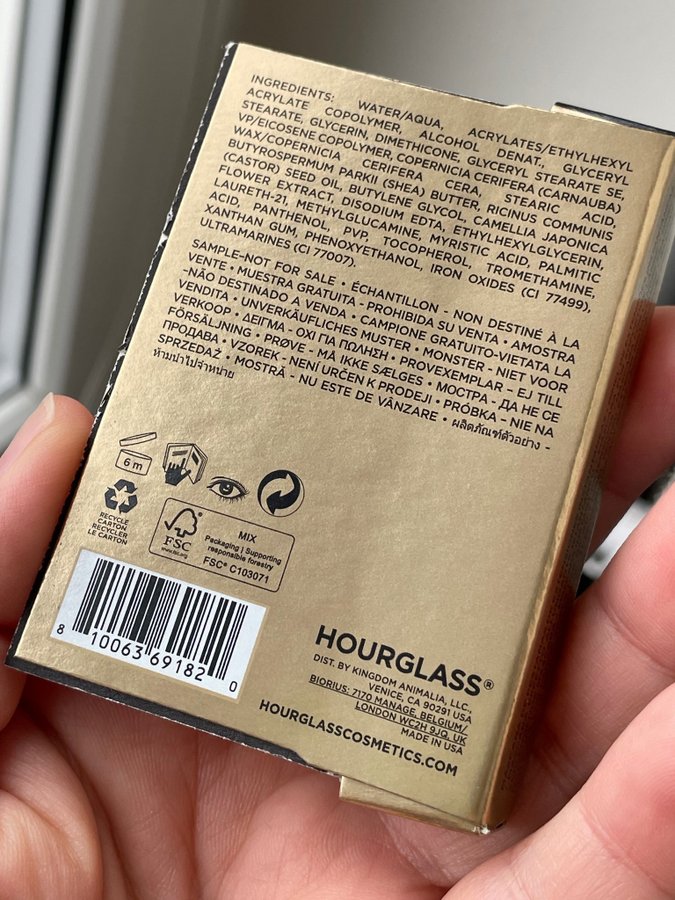 INGREDIENTS: WATER/AQUA, ACRYLATES/ETHYLHEXYL
ACRYLATE COPOLYMER, ALCOHOL DENAT., GLYCERYL
STEARATE, GLYCERIN, DIMETHICONE, GLYCERYL STEARATE SE,
VP/EICOSENE COPOLYMER, COPERNICA CERIFERA (CARNAUBA)
WAX/COPERNICIA CERIFERA CERA, STEARIC ACID,
BUTYROSPERMUM PARKII (SHEA) BUTTER, RICINUS COMMUNIS
(CASTOR) SEED OIL, BUTYLENE GLYCOL, CAMELLIA JAPONICA
FLOWER EXTRACT, DISODIUM EDTA, ETHYLHEXYLGLYCERIN,
LAURETH-21, METHYLGLUCAMINE, MYRISTIC ACID, PALMITIC
ACID, PANTHENOL, PVP, TOCOPHEROL, TROMETHAMINE,
XANTHAN GUM, PHENOXYETHANOL, IRON OXIDES (CI 77499),
ULTRAMARINES (CI 77007).
SAMPLE-NOT FOR SALE • ÉCHANTILLON - NON DESTINÉ À LA
VENTE • MUESTRA GRATUITA - PROHIBIDA SU VENTA • AMOSTRA
-NÃO DESTINADO A VENDA • CAMPIONE GRATUITO-VIETATA LA
VENDITA • UNVERKÄUFLICHES MUSTER • MONSTER - NIET VOOR
VERKOOP • ΔΕΙΓΜΑ - ΟΧΙ ΓΙΑ ΠΩΛΗΣΗ • PROVEXEMPLAR - EJ TILL
FÖRSÄLJNING • PRØVE - MÅ IKKE SÆLGES • МОСТРА - ДА НЕ СЕ
ПРОДАВА • VZOREK - NENÍ URČEN K PRODEJI • PRÓBKA - NIE NA
SPRZEDAŻ • MOSTRĂ - NU ESTE DE VÂNZARE • ผลิตภัณฑ์ตัวอย่าง -
ห้ามนำไปจำหน่าย
6 m
RECYCLE
CARTON
RECYCLER
LE CARTON
FSC
www.fsc.org
MIX
Packaging | Supporting
responsible forestry
FSC® C103071
8 10063 69182 0
HOURGLASS®
DIST. BY KINGDOM ANIMALIA, LLC.
VENICE, CA 90291 USA
BIORIUS: 7170 MANAGE, BELGIUM/
LONDON WC2H 9JQ, UK
MADE IN USA
HOURGLASSCOSMETICS.COM